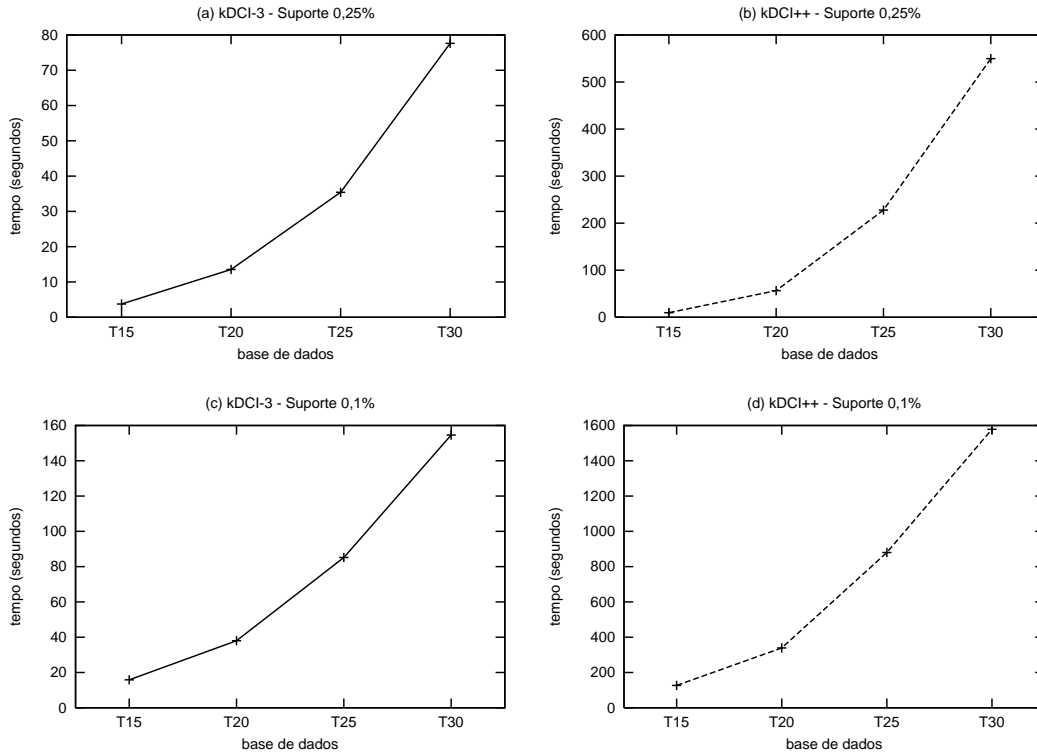 (a) kDCI-3 - Suporte 0,25%
80
70
60
50
40
30
20
10
0
tempo (segundos)
T15 T20 T25 T30
base de dados
(b) kDCI++ - Suporte 0,25%
600
500
400
300
200
100
0
tempo (segundos)
T15 T20 T25 T30
base de dados
(c) kDCI-3 - Suporte 0,1%
160
140
120
100
80
60
40
20
0
tempo (segundos)
T15 T20 T25 T30
base de dados
(d) kDCI++ - Suporte 0,1%
1600
1400
1200
1000
800
600
400
200
0
tempo (segundos)
T15 T20 T25 T30
base de dados